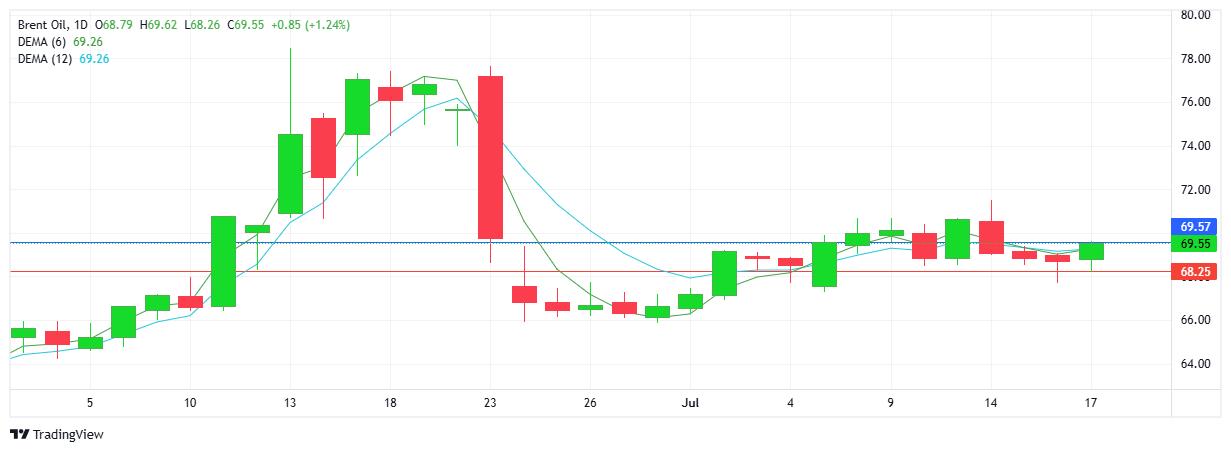 Brent Oil, 1D O68.79 H69.62 L68.26 C69.55 +0.85 (+1.24%)
DEMA (6) 69.26
DEMA (12) 69.26
80.00
78.00
76.00
74.00
72.00
69.57
69.55
68.25
66.00
64.00
5 10 13 18 23 26 Jul 4 9 14 17
TradingView